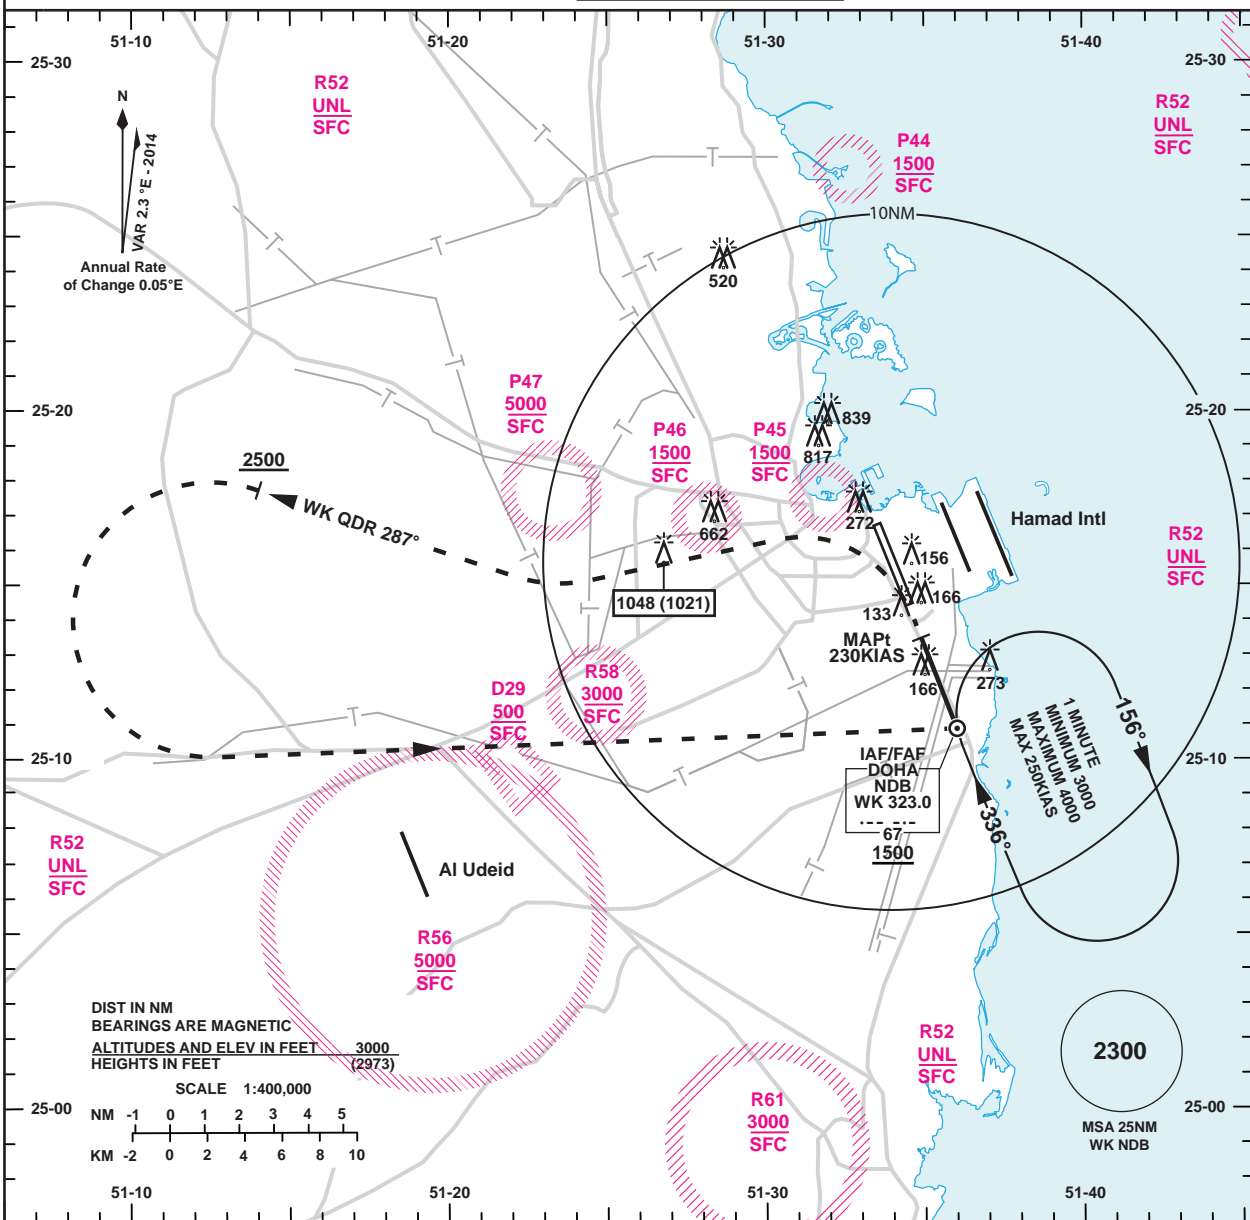 51-10
51-20
51-30
51-40
25-30
25-30
R52
UNL
SFC
R52
UNL
SFC
N
VAR 2.3 °E - 2014
Annual Rate
of Change 0.05°E
P44
1500
SFC
10NM
520
P47
5000
SFC
25-20
25-20
839
817
P46
1500
SFC
P45
1500
SFC
2500
WK QDR 287°
662
272
Hamad Intl
156
R52
UNL
SFC
1048 (1021)
166
133
MAPt
230KIAS
166
273
R58
3000
SFC
D29
500
SFC
156°
1 MINUTE
MINIMUM 3000
MAXIMUM 4000
MAX 250KIAS
25-10
25-10
IAF/FAF
DOHA
NDB
WK 323.0
67
1500
336°
R52
UNL
SFC
Al Udeid
R56
5000
SFC
DIST IN NM
BEARINGS ARE MAGNETIC
ALTITUDES AND ELEV IN FEET 3000
HEIGHTS IN FEET (2973)
SCALE 1:400,000
NM -1 0 1 2 3 4 5
KM -2 0 2 4 6 8 10
R52
UNL
SFC
2300
MSA 25NM
WK NDB
R61
3000
SFC
25-00
25-00
51-10
51-20
51-30
51-40